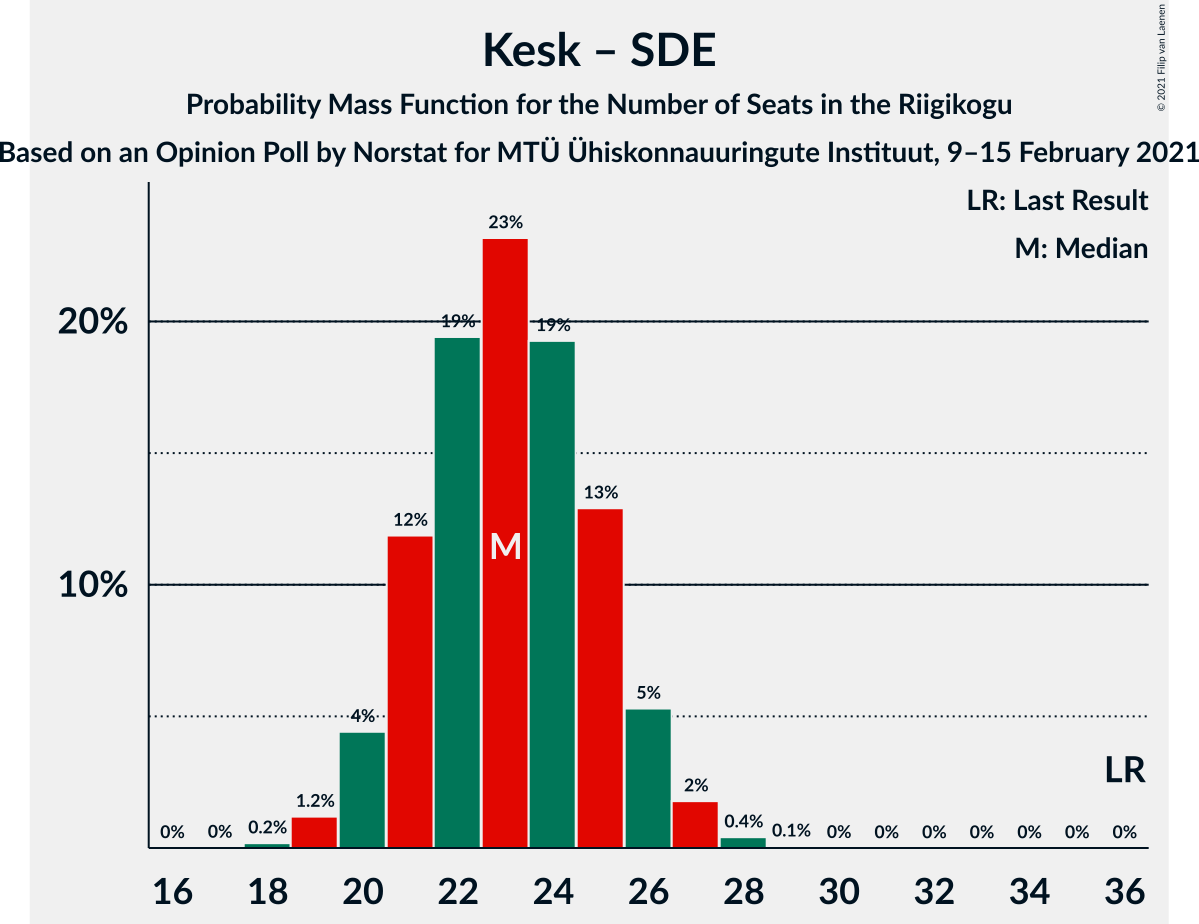 Kesk – SDE
Probability Mass Function for the Number of Seats in the Riigikogu
Based on an Opinion Poll by Norstat for MTÜ Ühiskonnauuringute Instituut, 9–15 February 2021
© 2021 Filip van Laenen
LR: Last Result
M: Median
23%
20%
19%
19%
13%
12%
M
10%
5%
4%
LR
2%
1.2%
0.4%
0.2%
0.1%
0% 0% 0% 0% 0% 0% 0% 0% 0%
16 18 20 22 24 26 28 30 32 34 36